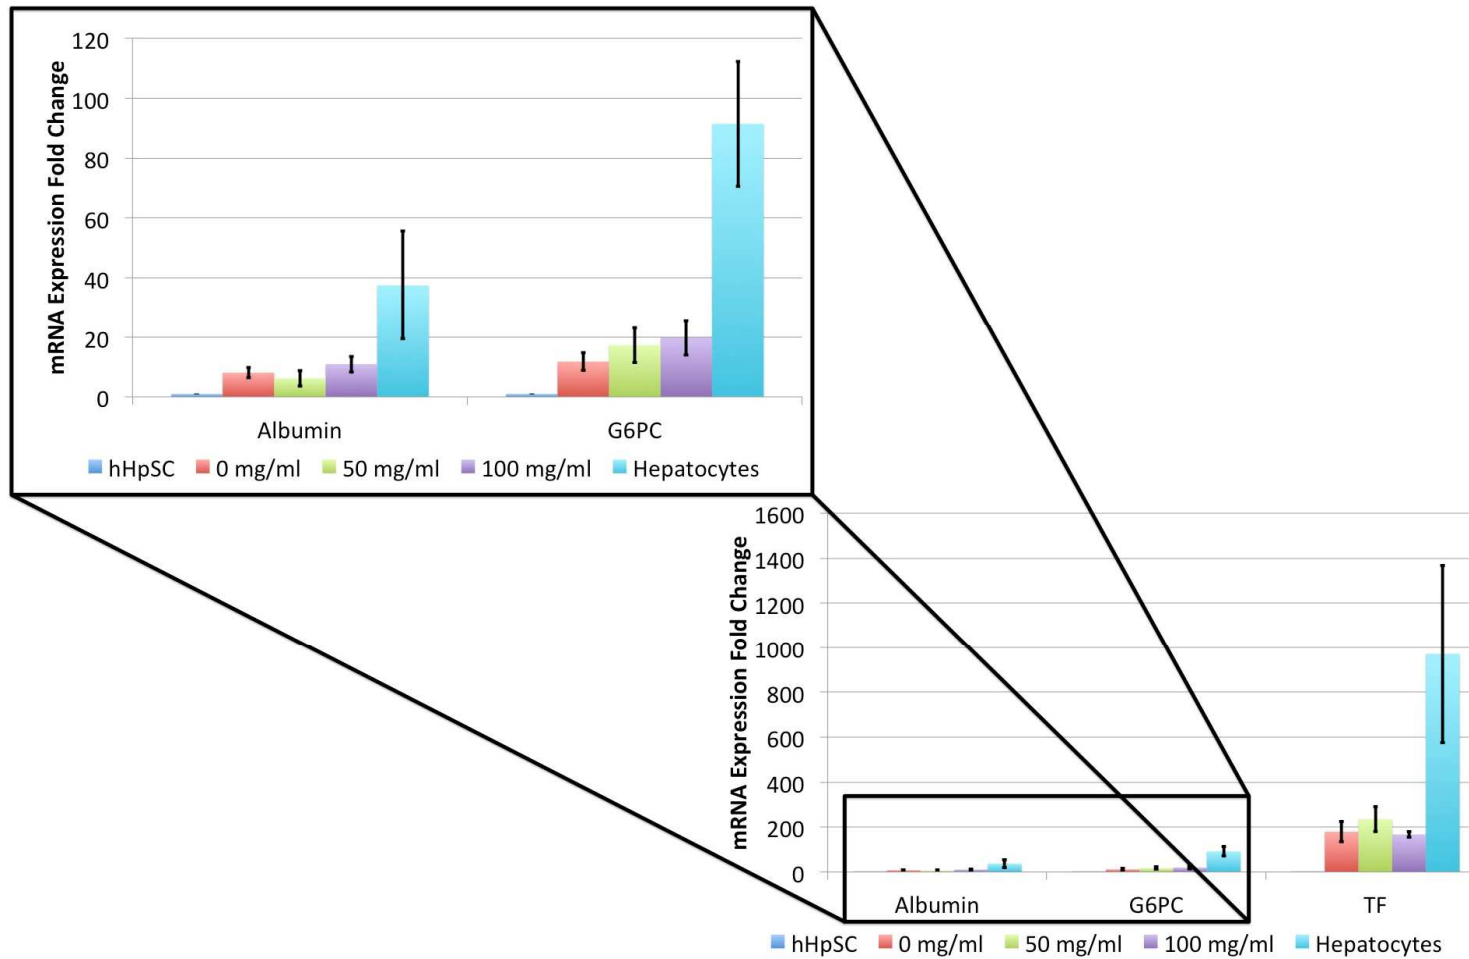 mRNA Expression Fold Change
120
100
80
60
40
20
0
Albumin G6PC
hHpSC 0 mg/ml 50 mg/ml 100 mg/ml Hepatocytes
mRNA Expression Fold Change
1600
1400
1200
1000
800
600
400
200
0
Albumin G6PC TF
hHpSC 0 mg/ml 50 mg/ml 100 mg/ml Hepatocytes